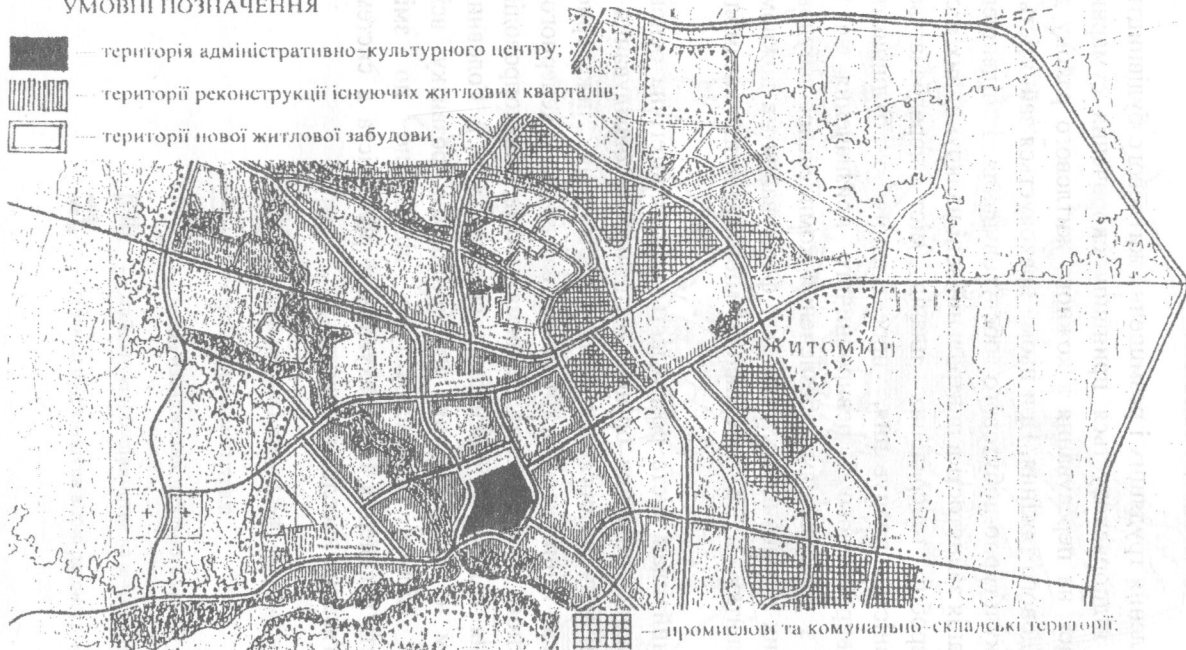 УМОВНІ ПОЗНАЧЕННЯ
— територія адміністративно-культурного центру;
— території реконструкції існуючих житлових кварталів;
— території нової житлової забудови;
ЖИТОМИР
— промислові та комунально-складські території.